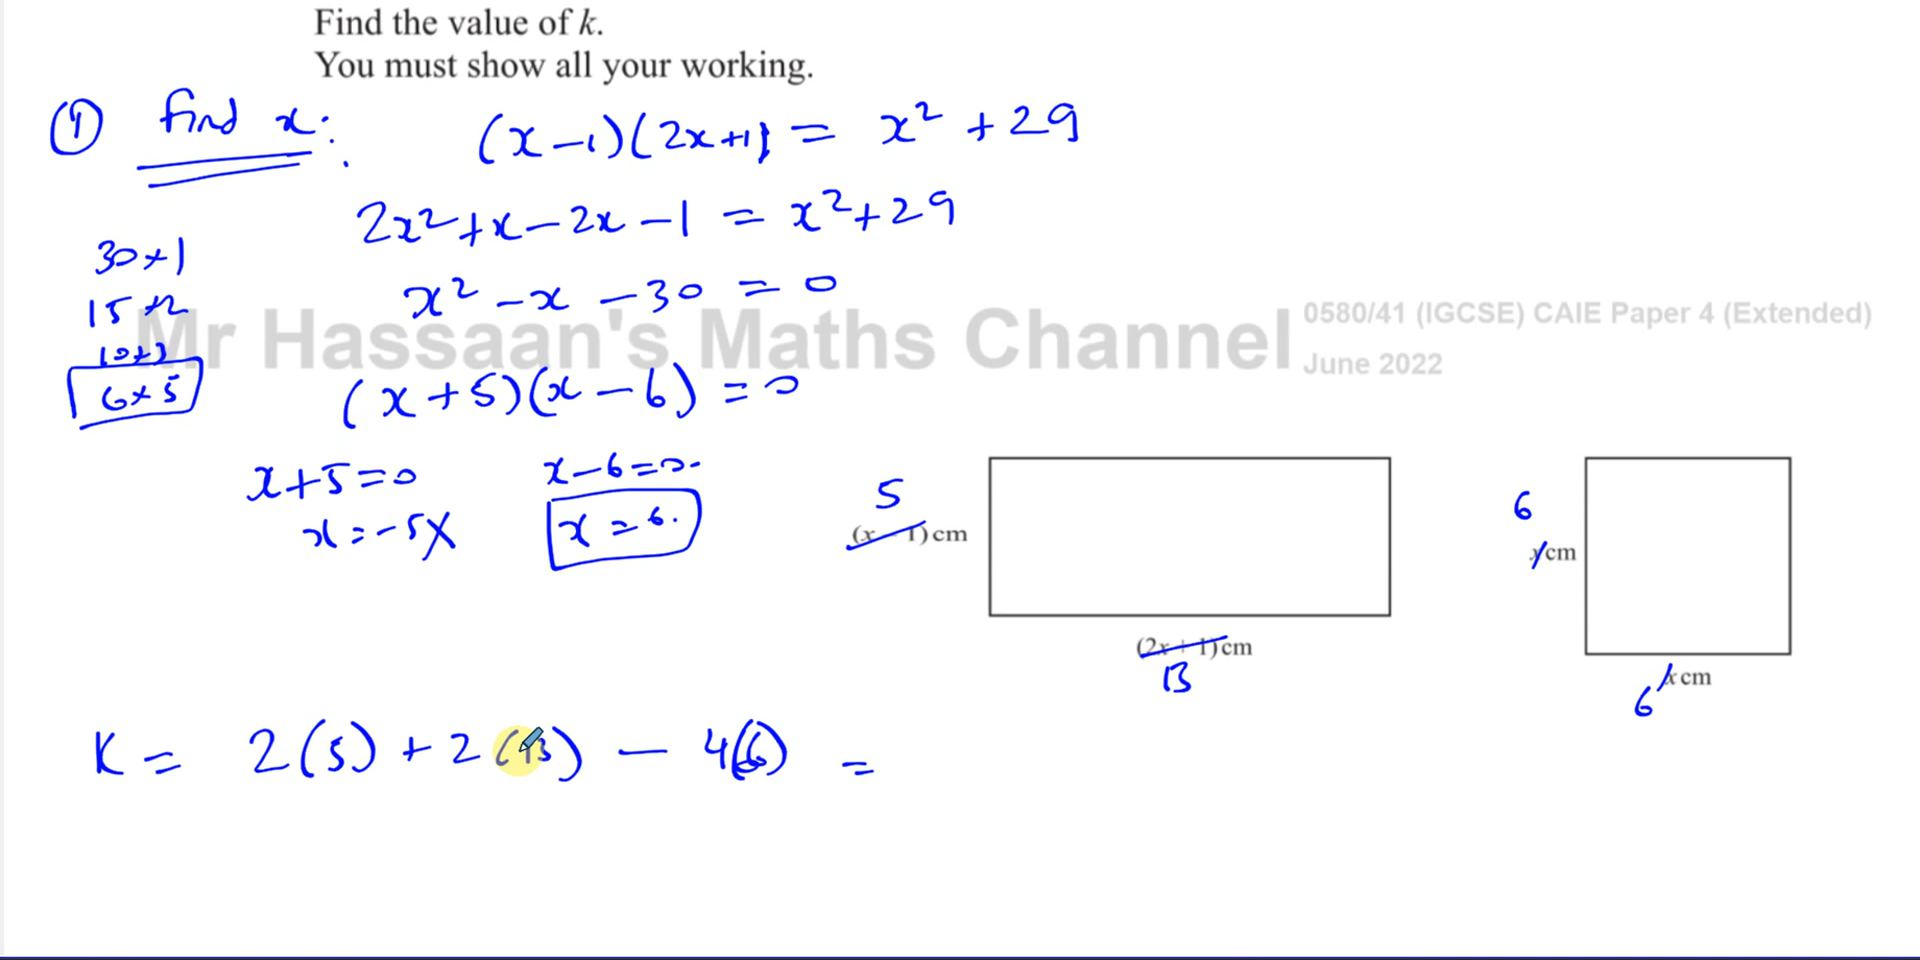 Find the value of k.
You must show all your working.
① find x:
(x-1)(2x+1) = x² + 29
2x²+x-2x-1 = x²+29
x² - x - 30 = 0
30×1
15×2
10×3
6×5
Mr Hassaan's Maths Channel
0580/41 (IGCSE) CAIE Paper 4 (Extended)
June 2022
(x+5)(x-6) = 0
x+5=0
x=-5X
x-6=0.
x = 6.
5
(x - 1) cm
(2x + 1) cm
13
6
x cm
x cm
6
K = 2(5) + 2(13) - 4(6) =